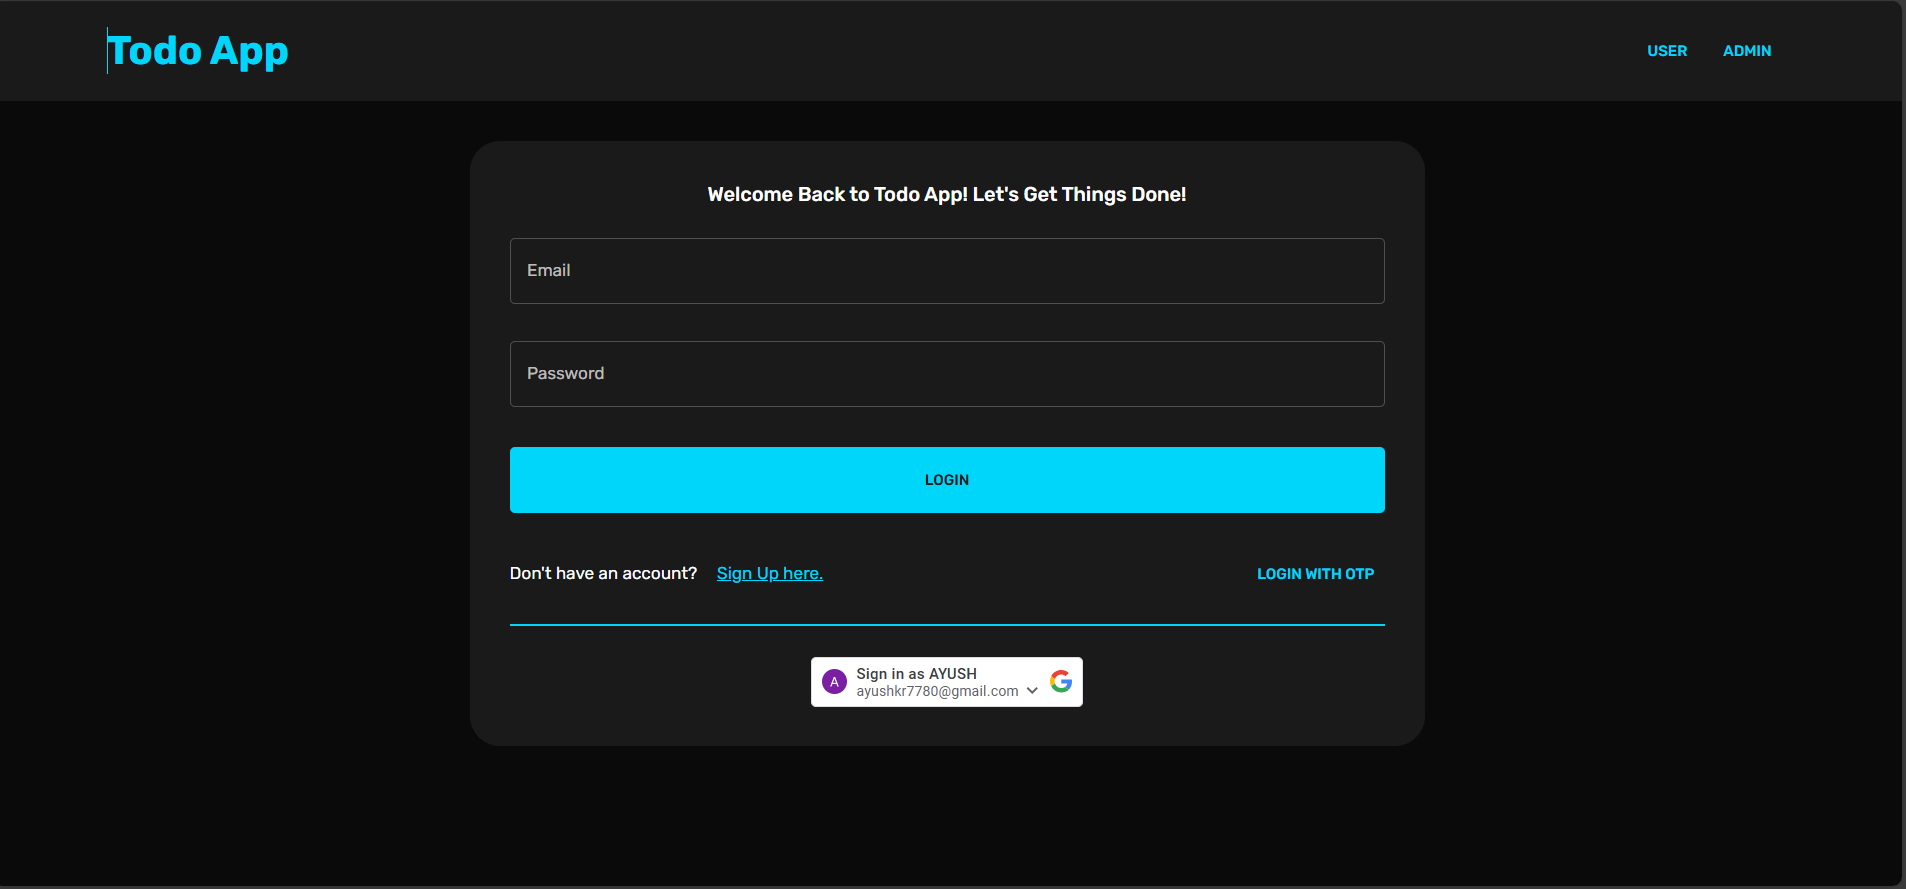 Todo App
USER
ADMIN
Welcome Back to Todo App! Let's Get Things Done!
Email
Password
LOGIN
Don't have an account? Sign Up here.
LOGIN WITH OTP
A
Sign in as AYUSH
ayushkr7780@gmail.com